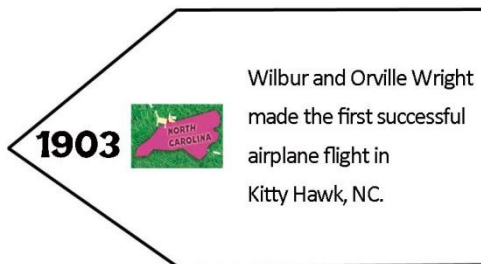 1903
NORTH
CAROLINA
Wilbur and Orville Wright
made the first successful
airplane flight in
Kitty Hawk, NC.